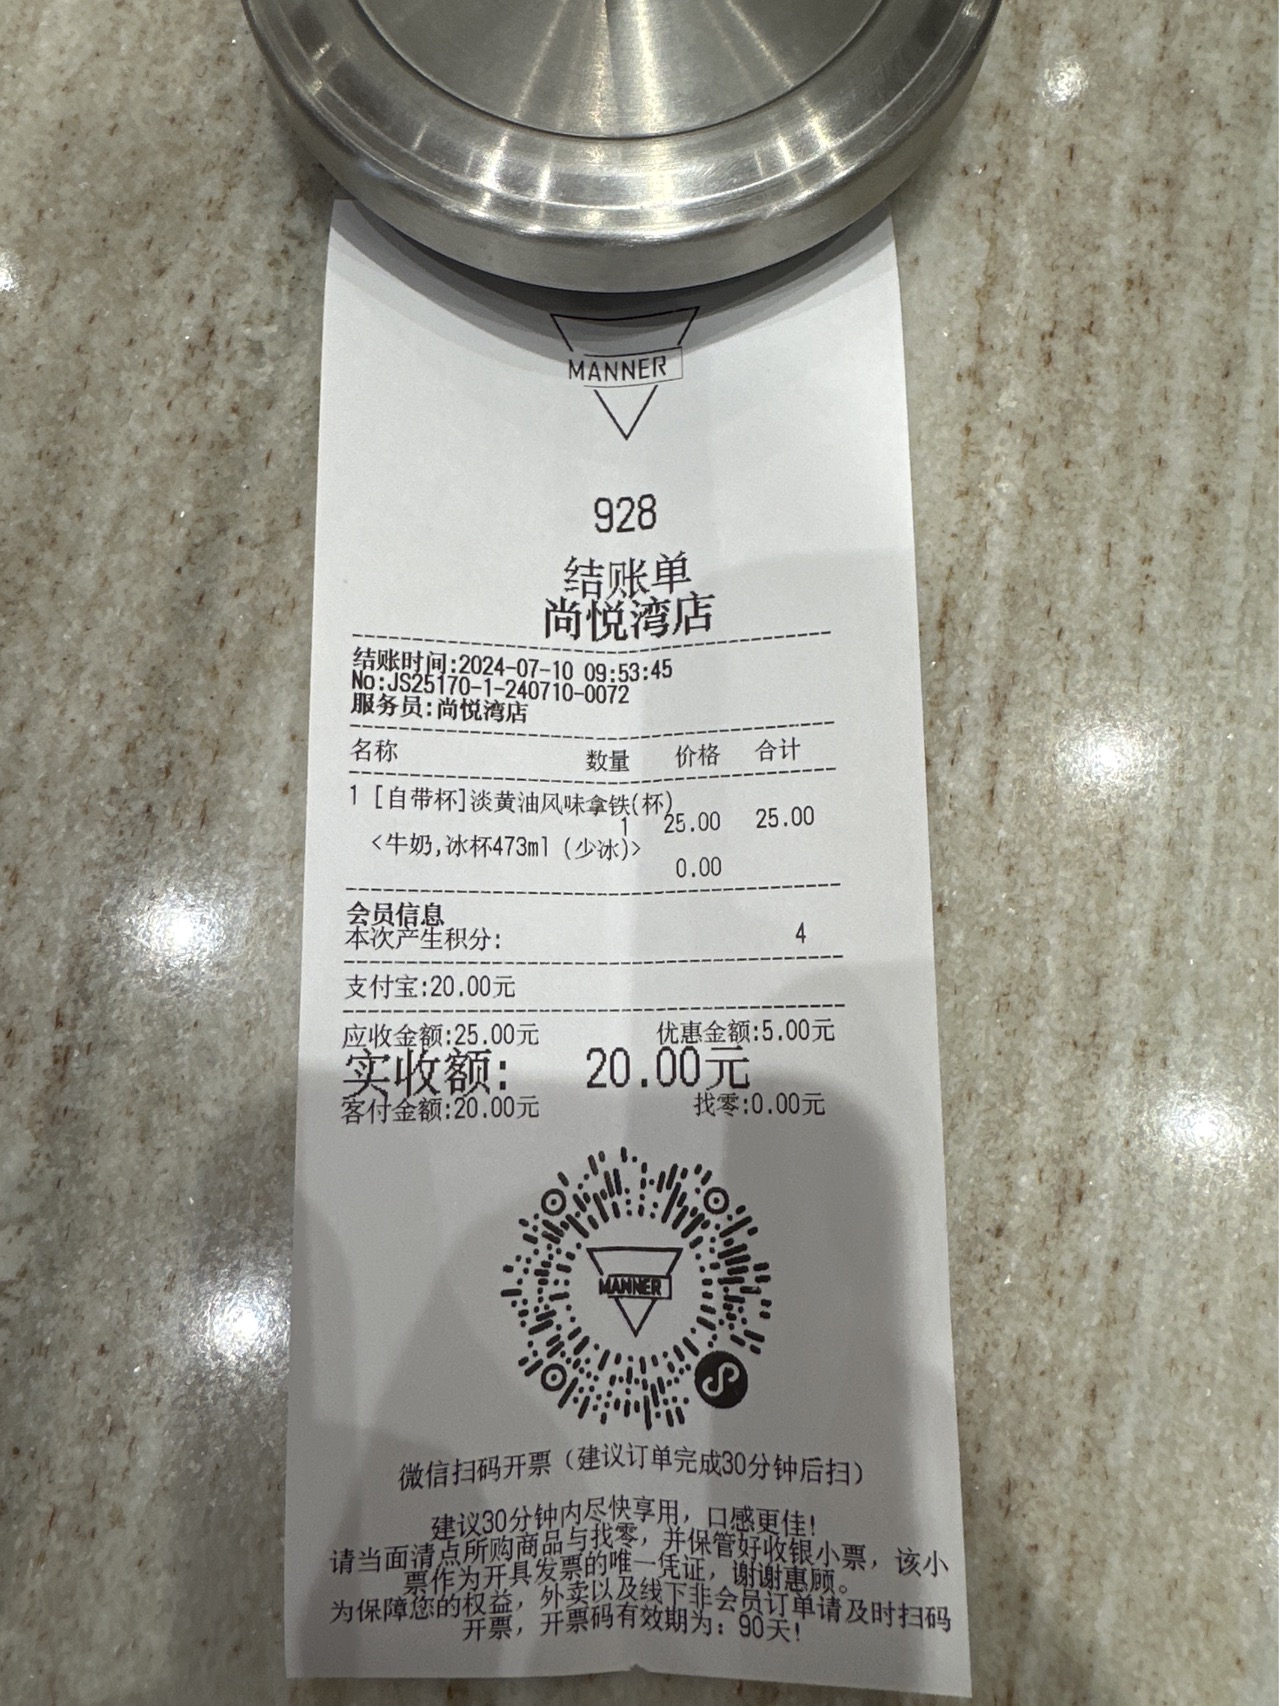 MANNER
928
结账单
尚悦湾店
结账时间:2024-07-10 09:53:45
No:JS25170-1-240710-0072
服务员:尚悦湾店
名称 数量 价格 合计
1 [自带杯]淡黄油风味拿铁(杯)
1 25.00 25.00
<牛奶,冰杯473ml (少冰)>
0.00
会员信息
本次产生积分: 4
支付宝:20.00元
应收金额:25.00元 优惠金额:5.00元
实收额: 20.00元
客付金额:20.00元 找零:0.00元
MANNER
微信扫码开票（建议订单完成30分钟后扫）
建议30分钟内尽快享用，口感更佳!
请当面清点所购商品与找零，并保管好收银小票，该小
票作为开具发票的唯一凭证，谢谢惠顾。
为保障您的权益，外卖以及线下非会员订单请及时扫码
开票，开票码有效期为：90天!